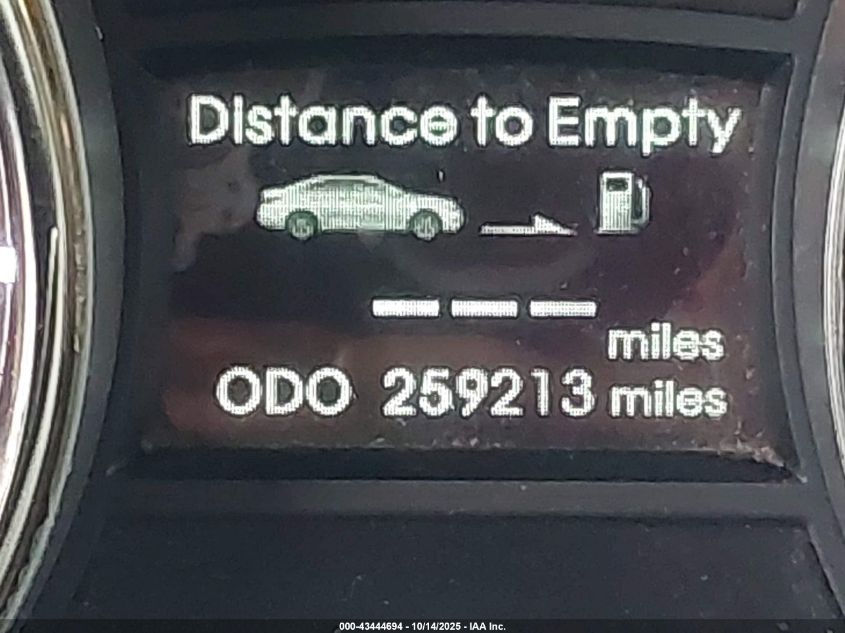 Distance to Empty
--- miles
ODO 259213 miles
000-43444694 - 10/14/2025 - IAA Inc.